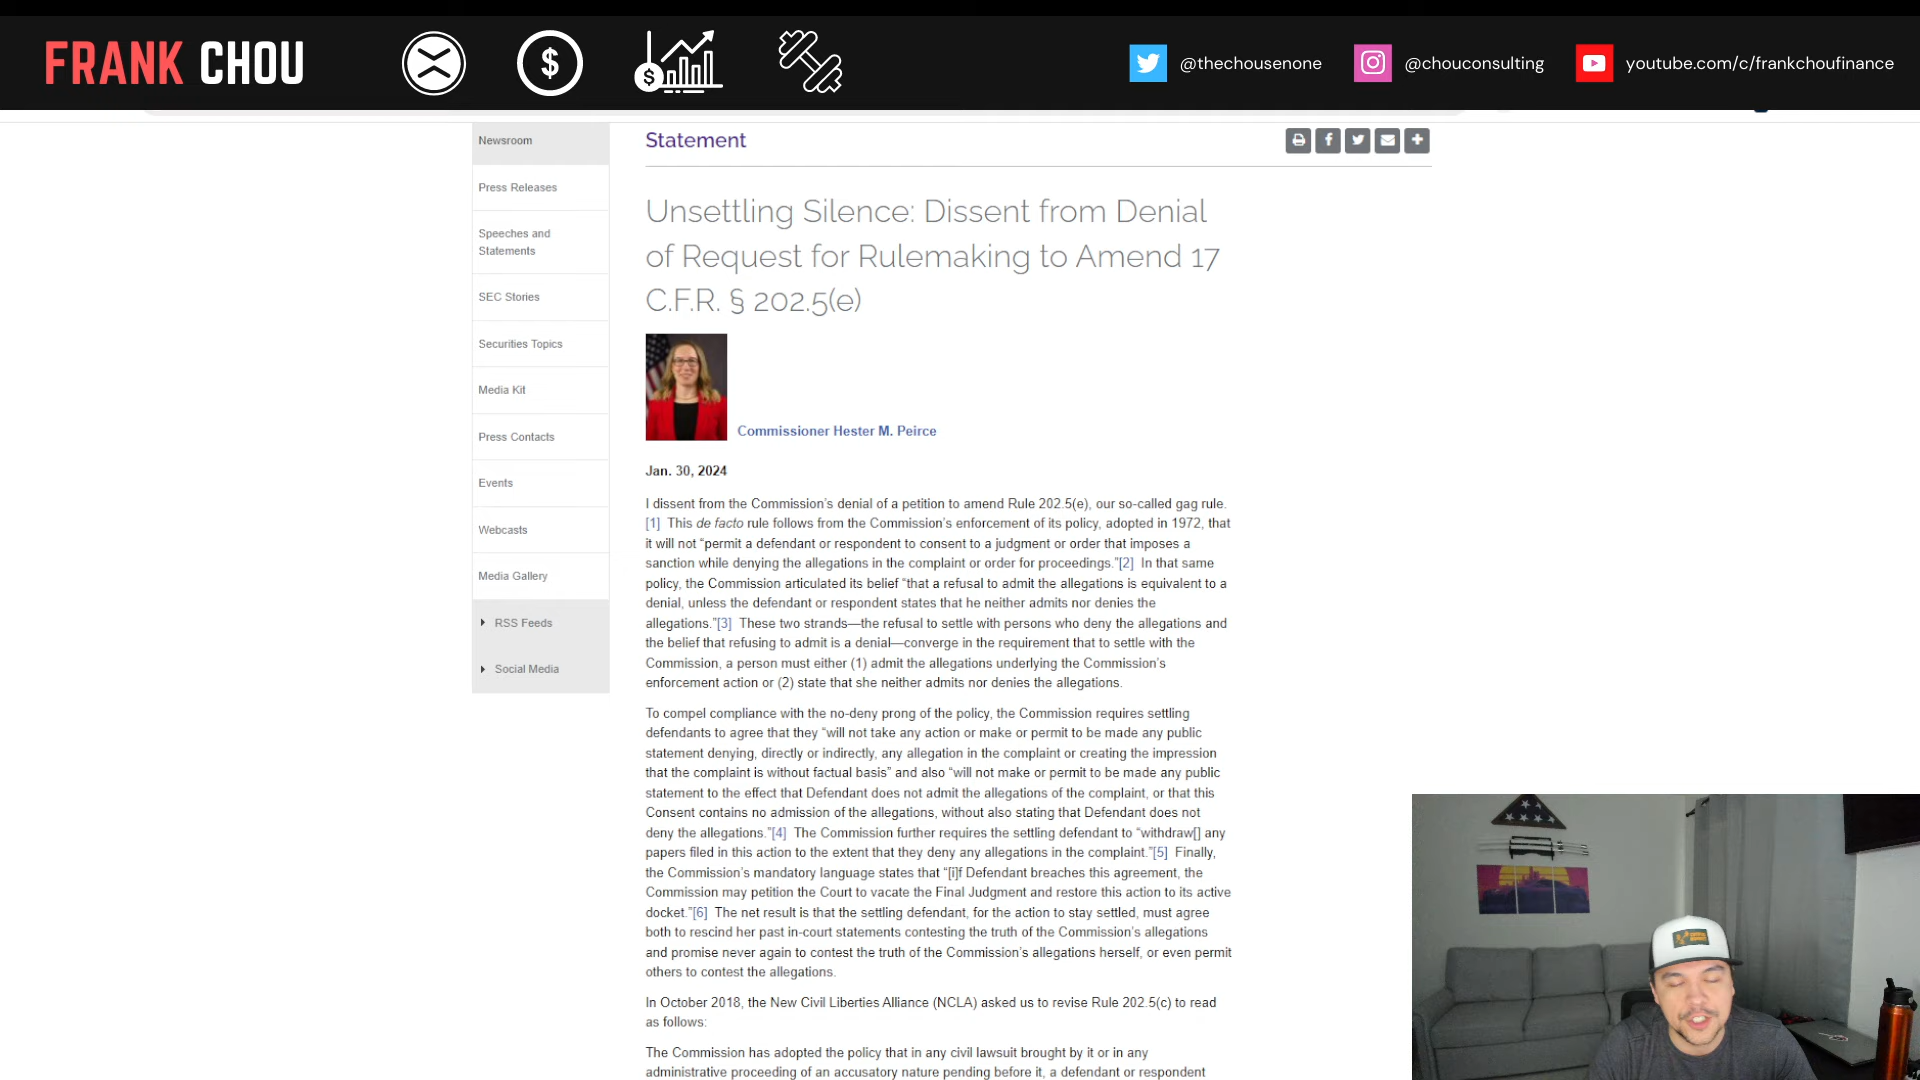 FRANK CHOU
@thechousenone
@chouconsulting
youtube.com/c/frankchoufinance
Newsroom
Press Releases
Speeches and
Statements
SEC Stories
Securities Topics
Media Kit
Press Contacts
Events
Webcasts
Media Gallery
RSS Feeds
Social Media
Statement
Unsettling Silence: Dissent from Denial
of Request for Rulemaking to Amend 17
C.F.R. § 202.5(e)
Commissioner Hester M. Peirce
Jan. 30, 2024
I dissent from the Commission's denial of a petition to amend Rule 202.5(e), our so-called gag rule.
[1] This de facto rule follows from the Commission's enforcement of its policy, adopted in 1972, that
it will not “permit a defendant or respondent to consent to a judgment or order that imposes a
sanction while denying the allegations in the complaint or order for proceedings.”[2] In that same
policy, the Commission articulated its belief “that a refusal to admit the allegations is equivalent to a
denial, unless the defendant or respondent states that he neither admits nor denies the
allegations.”[3] These two strands—the refusal to settle with persons who deny the allegations and
the belief that refusing to admit is a denial—converge in the requirement that to settle with the
Commission, a person must either (1) admit the allegations underlying the Commission's
enforcement action or (2) state that she neither admits nor denies the allegations.
To compel compliance with the no-deny prong of the policy, the Commission requires settling
defendants to agree that they “will not take any action or make or permit to be made any public
statement denying, directly or indirectly, any allegation in the complaint or creating the impression
that the complaint is without factual basis” and also “will not make or permit to be made any public
statement to the effect that Defendant does not admit the allegations of the complaint, or that this
Consent contains no admission of the allegations, without also stating that Defendant does not
deny the allegations.”[4] The Commission further requires the settling defendant to “withdraw[] any
papers filed in this action to the extent that they deny any allegations in the complaint.”[5] Finally,
the Commission's mandatory language states that “[i]f Defendant breaches this agreement, the
Commission may petition the Court to vacate the Final Judgment and restore this action to its active
docket.”[6] The net result is that the settling defendant, for the action to stay settled, must agree
both to rescind her past in-court statements contesting the truth of the Commission's allegations
and promise never again to contest the truth of the Commission's allegations herself, or even permit
others to contest the allegations.
In October 2018, the New Civil Liberties Alliance (NCLA) asked us to revise Rule 202.5(c) to read
as follows:
The Commission has adopted the policy that in any civil lawsuit brought by it or in any
administrative proceeding of an accusatory nature pending before it, a defendant or respondent